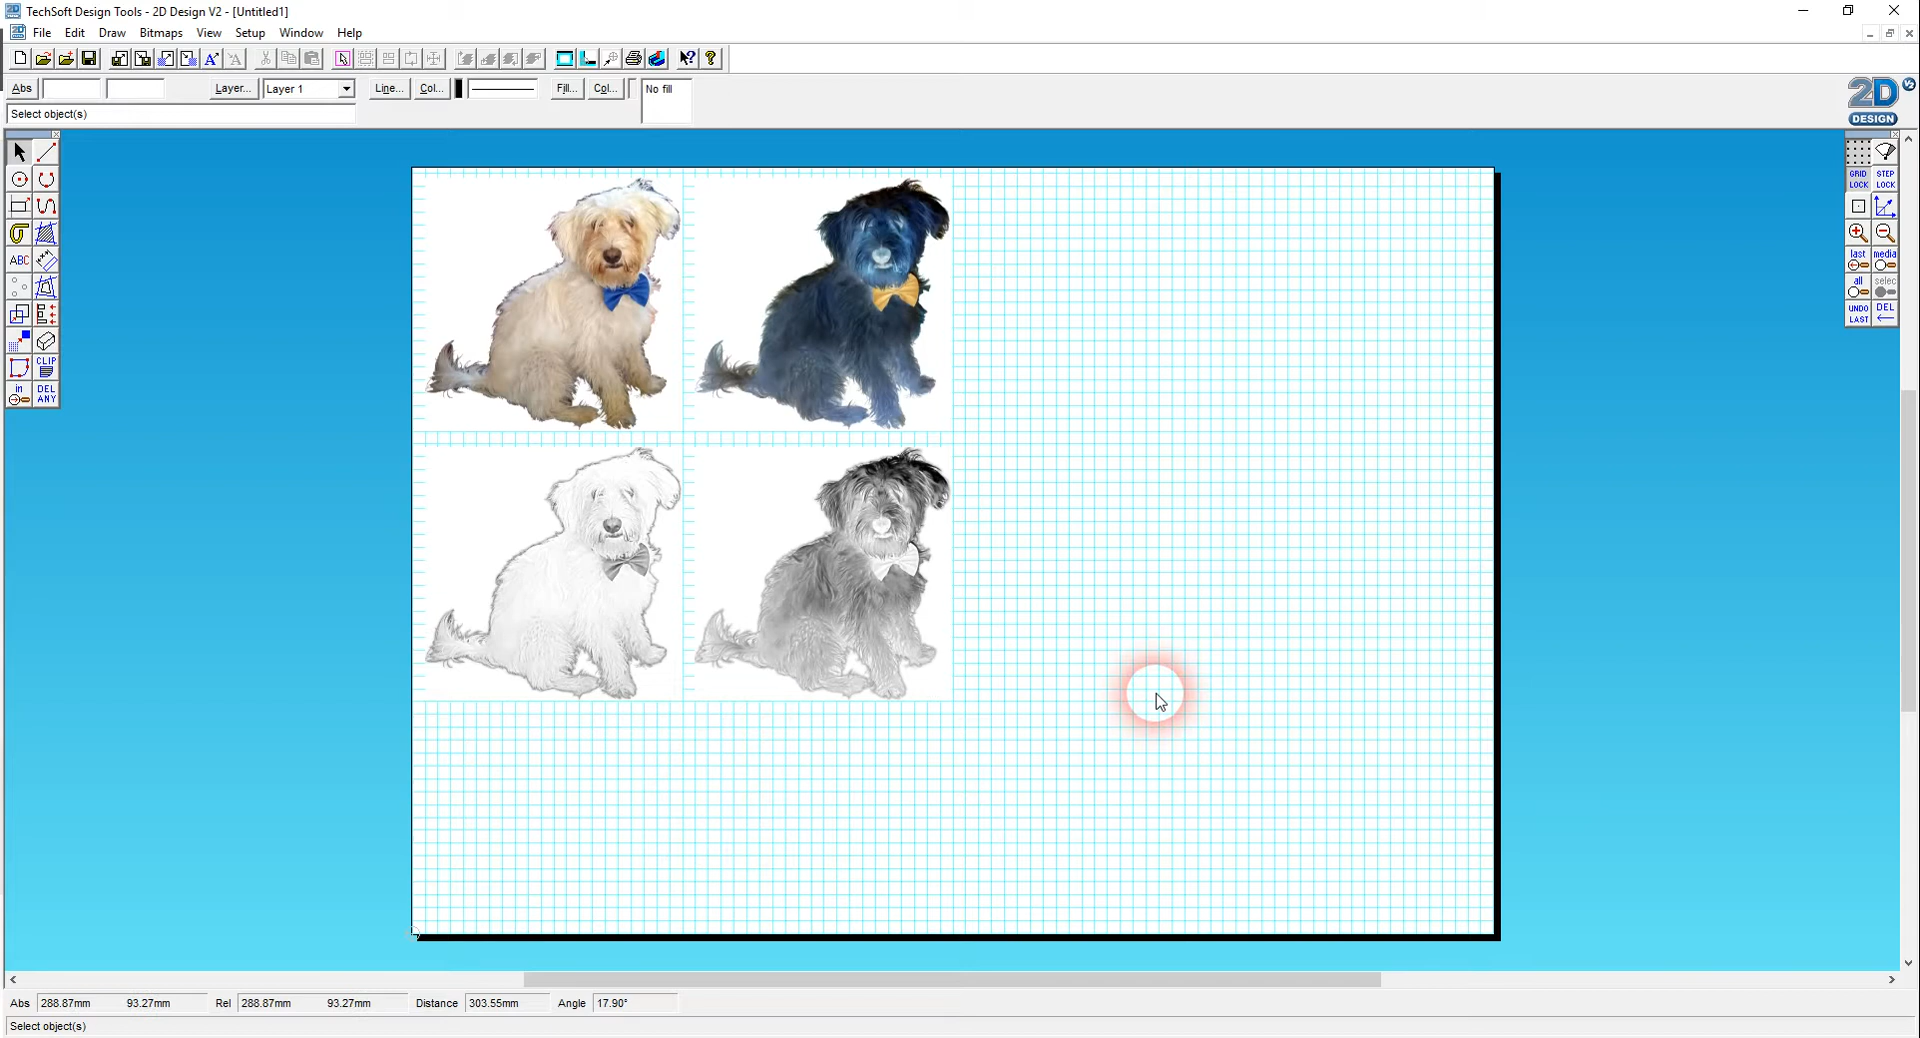 TechSoft Design Tools - 2D Design V2 - [Untitled1]
File Edit Draw Bitmaps View Setup Window Help
Abs Layer... Layer 1 Line... Col... Fill... Col... No fill
Select object(s)
2D V2
DESIGN
GRID LOCK STEP LOCK
ABC
last media
all selec
UNDO LAST DEL
CLIP
in DEL ANY
Abs 288.87mm 93.27mm Rel 288.87mm 93.27mm Distance 303.55mm Angle 17.90°
Select object(s)